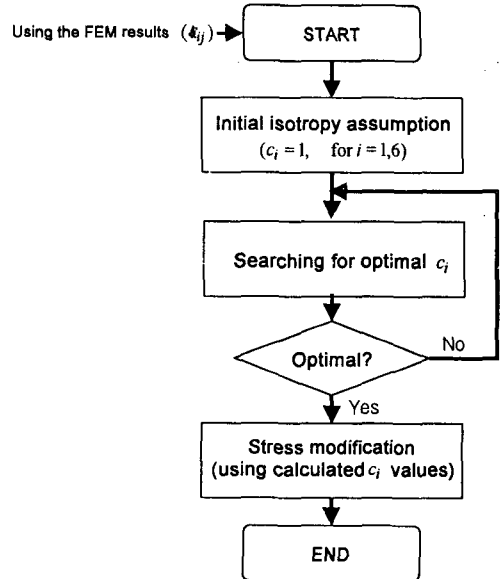 Using the FEM results
START
Initial isotropy assumption
(cᵢ = 1, for i = 1,6)
Searching for optimal cᵢ
Optimal?
No
Yes
Stress modification
(using calculated cᵢ values)
END